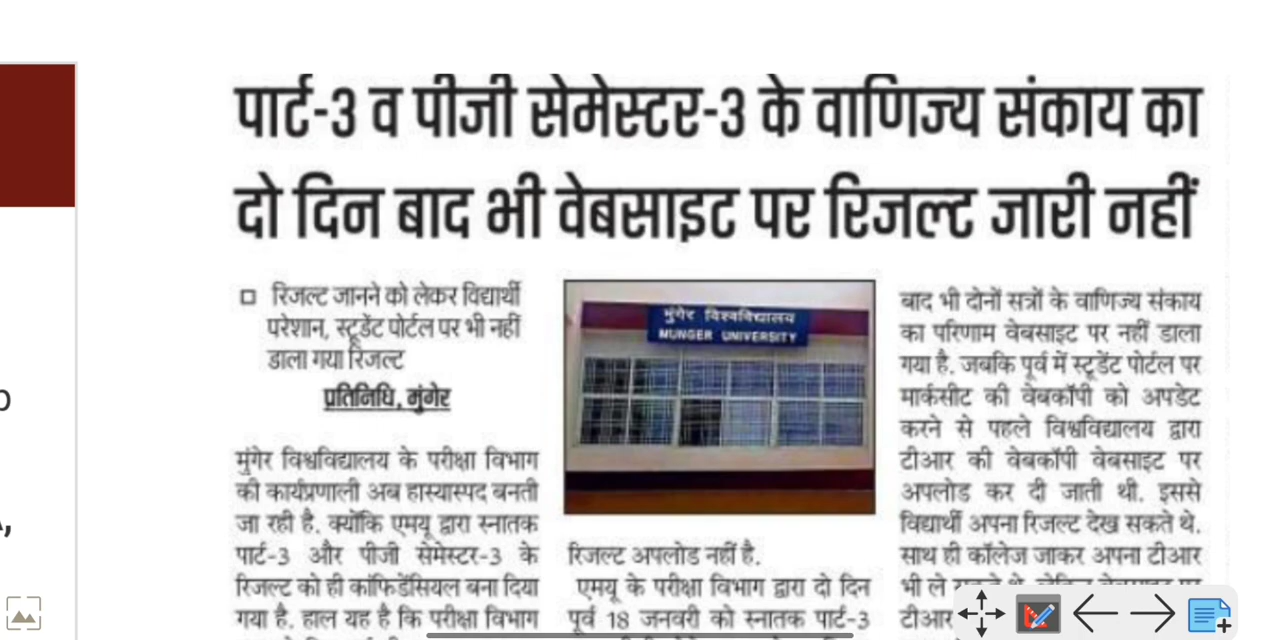 पार्ट-3 व पीजी सेमेस्टर-3 के वाणिज्य संकाय का
दो दिन बाद भी वेबसाइट पर रिजल्ट जारी नहीं
रिजल्ट जानने को लेकर विद्यार्थी
परेशान, स्टूडेंट पोर्टल पर भी नहीं
डाला गया रिजल्ट
प्रतिनिधि, मुंगेर
मुंगेर विश्वविद्यालय के परीक्षा विभाग
की कार्यप्रणाली अब हास्यास्पद बनती
जा रही है. क्योंकि एमयू द्वारा स्नातक
पार्ट-3 और पीजी सेमेस्टर-3 के
रिजल्ट को ही कॉफिडेंसियल बना दिया
गया है. हाल यह है कि परीक्षा विभाग
मुंगेर विश्वविद्यालय
MUNGER UNIVERSITY
रिजल्ट अपलोड नहीं है.
एमयू के परीक्षा विभाग द्वारा दो दिन
पूर्व 18 जनवरी को स्नातक पार्ट-3
बाद भी दोनों सत्रों के वाणिज्य संकाय
का परिणाम वेबसाइट पर नहीं डाला
गया है. जबकि पूर्व में स्टूडेंट पोर्टल पर
मार्कसीट की वेबकॉपी को अपडेट
करने से पहले विश्वविद्यालय द्वारा
टीआर की वेबकॉपी वेबसाइट पर
अपलोड कर दी जाती थी. इससे
विद्यार्थी अपना रिजल्ट देख सकते थे.
साथ ही कॉलेज जाकर अपना टीआर
भी ले
टीआर